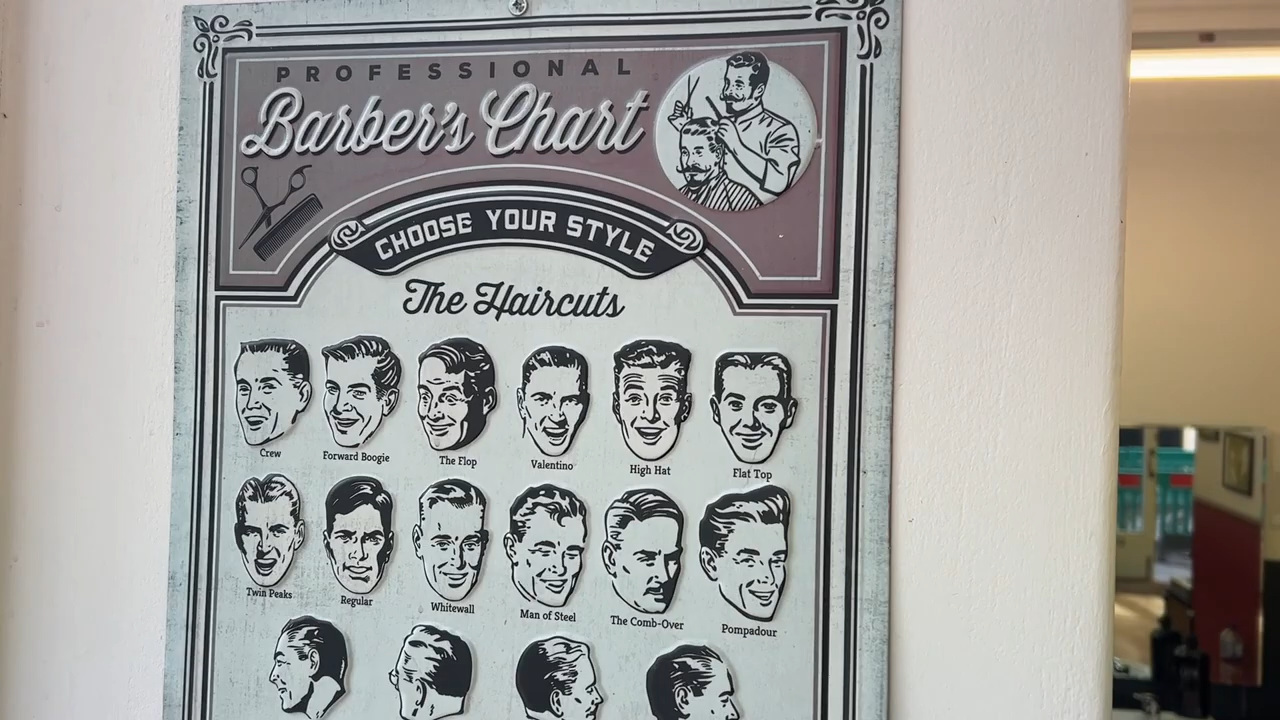 PROFESSIONAL
Barber's Chart
CHOOSE YOUR STYLE
The Haircuts
Crew
Forward Boogie
The Flop
Valentino
High Hat
Flat Top
Twin Peaks
Regular
Whitewall
Man of Steel
The Comb-Over
Pompadour